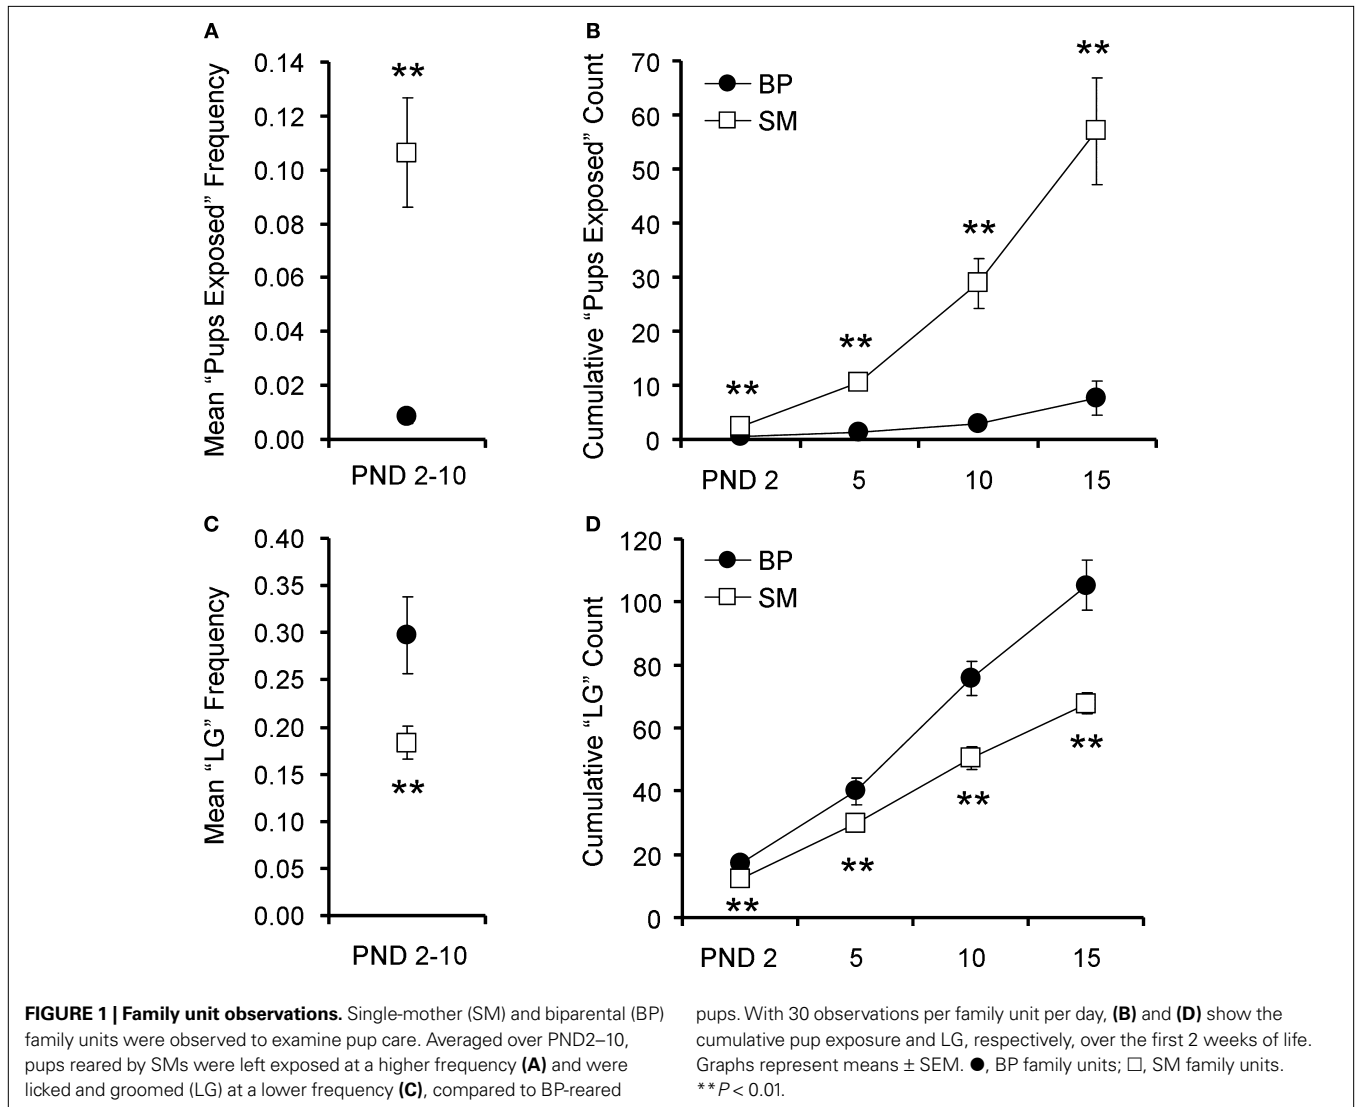 A
Mean “Pups Exposed” Frequency
0.14
0.12
0.10
0.08
0.06
0.04
0.02
0.00
**
PND 2-10
B
Cumulative “Pups Exposed” Count
70
60
50
40
30
20
10
0
BP
SM
**
**
**
**
PND 2 5 10 15
C
Mean “LG” Frequency
0.40
0.35
0.30
0.25
0.20
0.15
0.10
0.05
0.00
**
PND 2-10
D
Cumulative “LG” Count
120
100
80
60
40
20
0
BP
SM
**
**
**
**
PND 2 5 10 15
FIGURE 1 | Family unit observations. Single-mother (SM) and biparental (BP)
family units were observed to examine pup care. Averaged over PND2–10,
pups reared by SMs were left exposed at a higher frequency (A) and were
licked and groomed (LG) at a lower frequency (C), compared to BP-reared
pups. With 30 observations per family unit per day, (B) and (D) show the
cumulative pup exposure and LG, respectively, over the first 2 weeks of life.
Graphs represent means ± SEM. ●, BP family units; □, SM family units.
**P < 0.01.